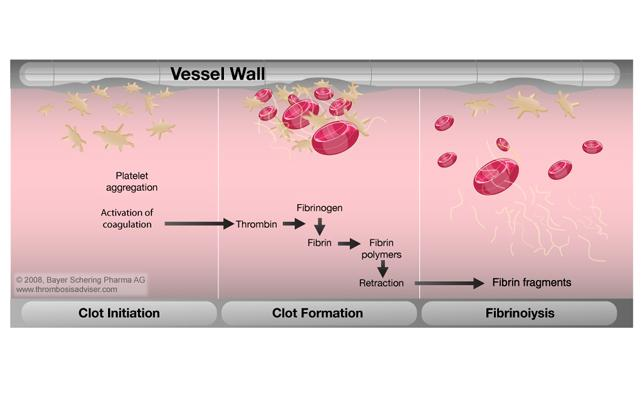 Vessel Wall
Platelet
aggregation
Activation of
coagulation
Thrombin
Fibrinogen
Fibrin
Fibrin
polymers
Retraction
Fibrin fragments
© 2008, Bayer Schering Pharma AG
www.thrombosisadviser.com
Clot Initiation
Clot Formation
Fibrinoiysis